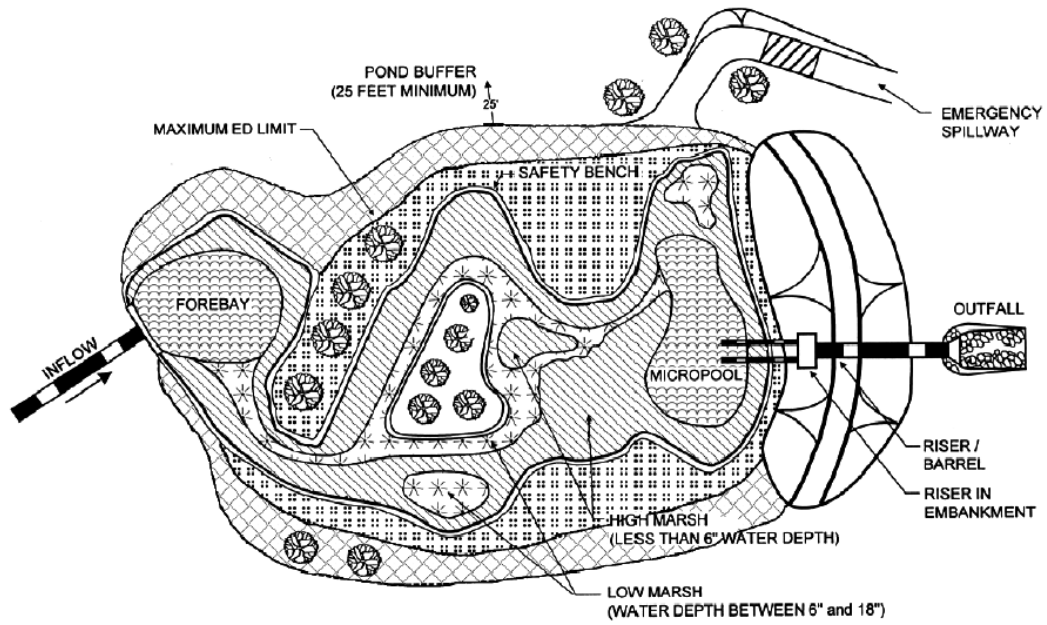 POND BUFFER
(25 FEET MINIMUM)
25'
EMERGENCY
SPILLWAY
MAXIMUM ED LIMIT
SAFETY BENCH
FOREBAY
OUTFALL
INFLOW
MICROPOOL
RISER /
BARREL
RISER IN
EMBANKMENT
HIGH MARSH
(LESS THAN 6" WATER DEPTH)
LOW MARSH
(WATER DEPTH BETWEEN 6" and 18")